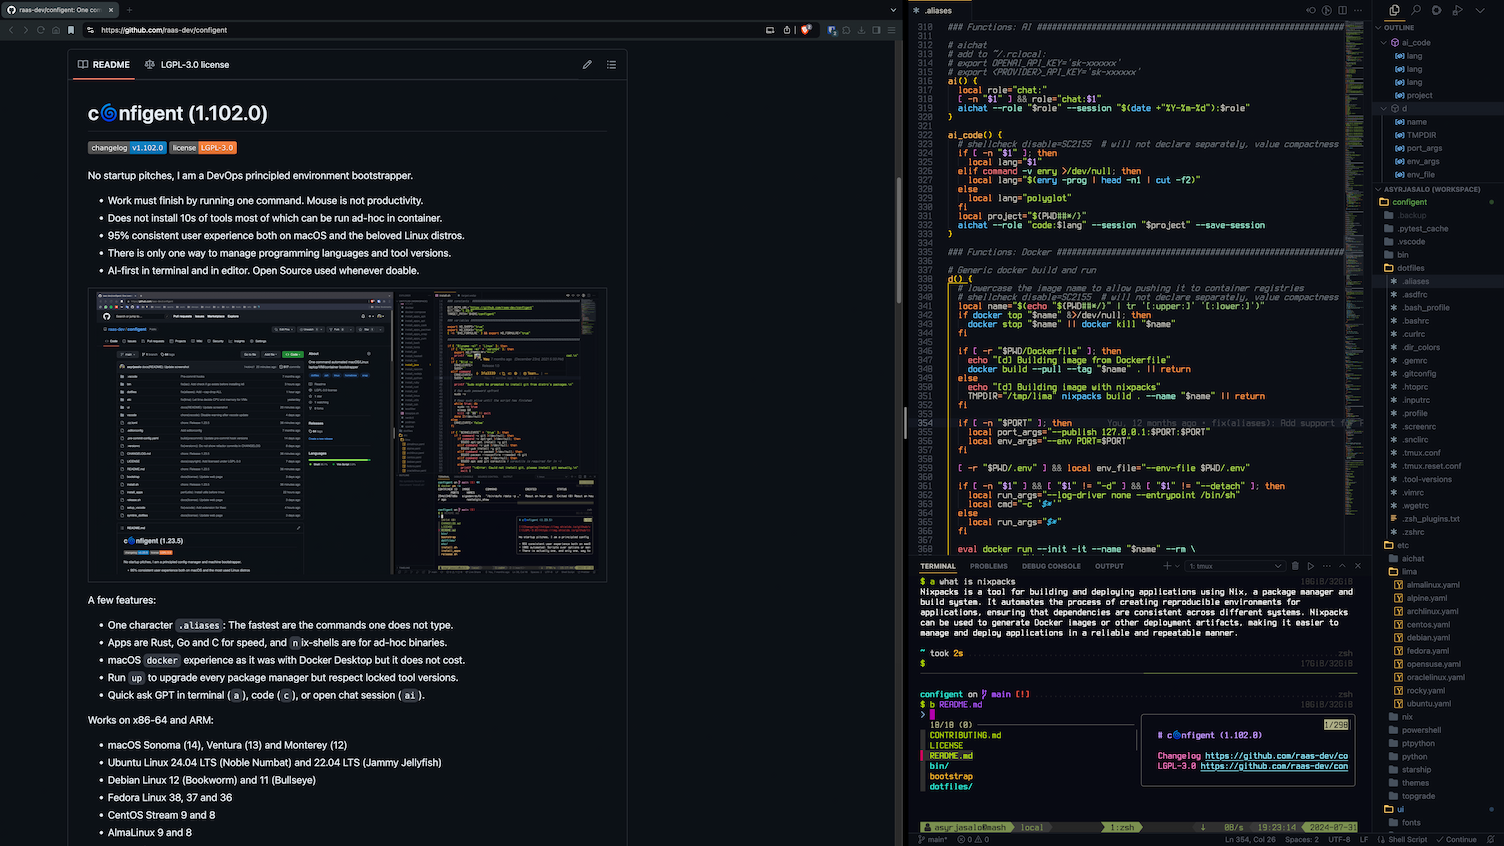 raas-dev/configent: One com
https://github.com/raas-dev/configent
README
LGPL-3.0 license
c🌀nfigent (1.102.0)
changelog v1.102.0 license LGPL-3.0
No startup pitches, I am a DevOps principled environment bootstrapper.
• Work must finish by running one command. Mouse is not productivity.
• Does not install 10s of tools most of which can be run ad-hoc in container.
• 95% consistent user experience both on macOS and the beloved Linux distros.
• There is only one way to manage programming languages and tool versions.
• AI-first in terminal and in editor. Open Source used whenever doable.
c🌀nfigent (1.23.5)
A few features:
• One character .aliases: The fastest are the commands one does not type.
• Apps are Rust, Go and C for speed, and nix-shells are for ad-hoc binaries.
• macOS docker experience as it was with Docker Desktop but it does not cost.
• Run up to upgrade every package manager but respect locked tool versions.
• Quick ask GPT in terminal (a), code (c), or open chat session (ai).
Works on x86-64 and ARM:
• macOS Sonoma (14), Ventura (13) and Monterey (12)
• Ubuntu Linux 24.04 LTS (Noble Numbat) and 22.04 LTS (Jammy Jellyfish)
• Debian Linux 12 (Bookworm) and 11 (Bullseye)
• Fedora Linux 38, 37 and 36
• CentOS Stream 9 and 8
• AlmaLinux 9 and 8
.aliases
310 ### Functions: AI ####
311
312 # aichat
313 # add to ~/.rclocal:
314 # export OPENAI_API_KEY='sk-xxxxxx'
315 # export <PROVIDER>_API_KEY='sk-xxxxxx'
316 ai() {
317 local role="chat:"
318 [ -n "$1" ] && role="chat:$1"
319 aichat --role "$role" --session "$(date +"%Y-%m-%d"):$role"
320 }
321
322 ai_code() {
323 # shellcheck disable=SC2155 # will not declare separately, value compactness
324 if [ -n "$1" ]; then
325 local lang="$1"
326 elif command -v enry >/dev/null; then
327 local lang="$(enry -prog | head -n1 | cut -f2)"
328 else
329 local lang="polyglot"
330 fi
331 local project="${PWD##*/}"
332 aichat --role "code:$lang" --session "$project" --save-session
333 }
334
335 ### Functions: Docker ####
336
337 # Generic docker build and run
338 d() {
339 # lowercase the image name to allow pushing it to container registries
340 # shellcheck disable=SC2155 # will not declare separately, value compactness
341 local name="$(echo "${PWD##*/}" | tr '[:upper:]' '[:lower:]')"
342 if docker top "$name" &>/dev/null; then
343 docker stop "$name" || docker kill "$name"
344 fi
345
346 if [ -r "$PWD/Dockerfile" ]; then
347 echo "[d] Building image from Dockerfile"
348 docker build --pull --tag "$name" . || return
349 else
350 echo "[d] Building image with nixpacks"
351 TMPDIR="/tmp/lima" nixpacks build . --name "$name" || return
352 fi
353
354 if [ -n "$PORT" ]; then You, 12 months ago • fix(aliases): Add support for
355 local port_args="--publish 127.0.0.1:$PORT:$PORT"
356 local env_args="--env PORT=$PORT"
357 fi
358
359 [ -r "$PWD/.env" ] && local env_file="--env-file $PWD/.env"
360
361 if [ -n "$1" ] && [ "$1" != "-d" ] && [ "$1" != "--detach" ]; then
362 local run_args="--log-driver none --entrypoint /bin/sh"
363 local cmd="-c '$*'"
364 else
365 local run_args="$*"
366 fi
367
368 eval docker run --init -it --name "$name" --rm \
TERMINAL PROBLEMS DEBUG CONSOLE OUTPUT
1: tmux
$ a what is nixpacks 18GiB/32GiB
Nixpacks is a tool for building and deploying applications using Nix, a package manager and
build system. It automates the process of creating reproducible environments for
applications, ensuring that dependencies are consistent across different systems. Nixpacks
can be used to generate Docker images or other deployment artifacts, making it easier to
manage and deploy applications in a reliable and repeatable manner.
~ took 2s zsh
$ 17GiB/32GiB
configent on main [!] zsh
$ b README.md 18GiB/32GiB
>
10/10 (0)
CONTRIBUTING.md
LICENSE
README.md
bin/
bootstrap
dotfiles/
1/290
# c🌀nfigent (1.102.0)
Changelog https://github.com/raas-dev/co
LGPL-3.0 https://github.com/raas-dev/con
asyrjasalo@mash local 1:zsh ↓ 0B/s 19:23:14 2024-07-31
main* 0 0 Ln 354, Col 26 Spaces: 2 UTF-8 LF Shell Script Continue
OUTLINE
ai_code
lang
lang
lang
project
d
name
TMPDIR
port_args
env_args
env_file
ASYRJASALO (WORKSPACE)
configent
.backup
.pytest_cache
.vscode
bin
dotfiles
.aliases
.asdfrc
.bash_profile
.bashrc
.curlrc
.dir_colors
.gemrc
.gitconfig
.htoprc
.inputrc
.profile
.screenrc
.snclirc
.tmux.conf
.tmux.reset.conf
.tool-versions
.vimrc
.wgetrc
.zsh_plugins.txt
.zshrc
etc
aichat
lima
almalinux.yaml
alpine.yaml
archlinux.yaml
centos.yaml
debian.yaml
fedora.yaml
opensuse.yaml
oraclelinux.yaml
rocky.yaml
ubuntu.yaml
nix
powershell
ptpython
python
starship
themes
topgrade
ui
fonts